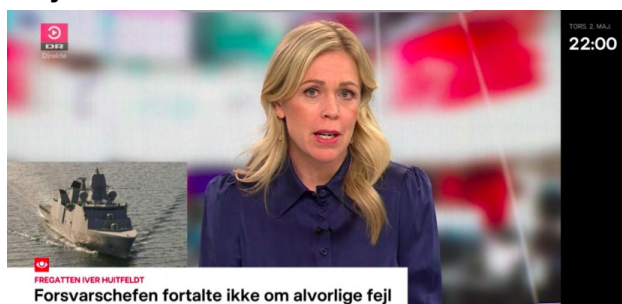 DR
Direkte
TORS. 2. MAJ.
22:00
FREGATTEN IVER HUITFELDT
Forsvarschefen fortalte ikke om alvorlige fejl